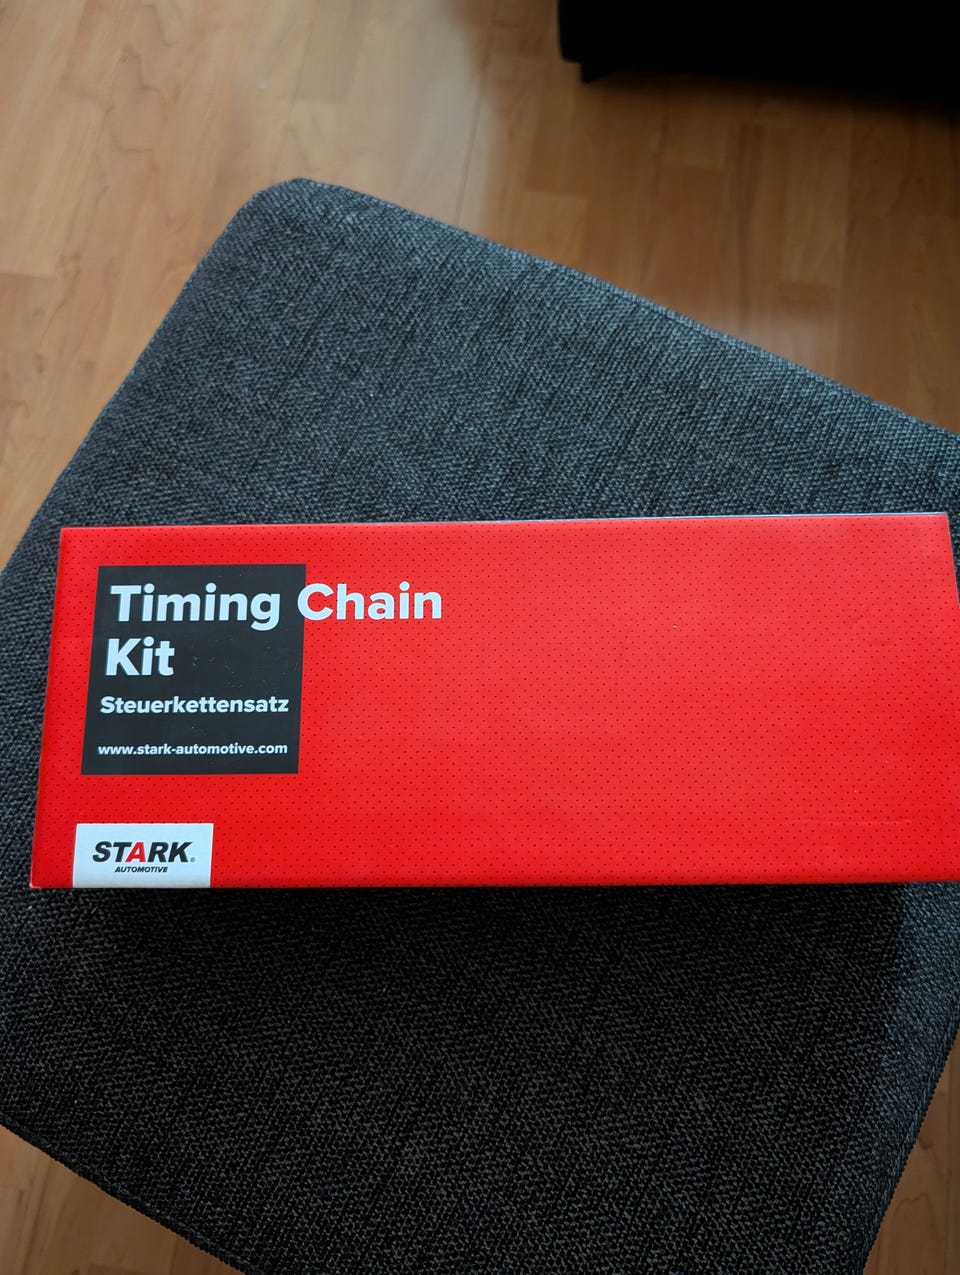 Timing Chain
Kit
Steuerkettensatz
www.stark-automotive.com
STARK®
AUTOMOTIVE